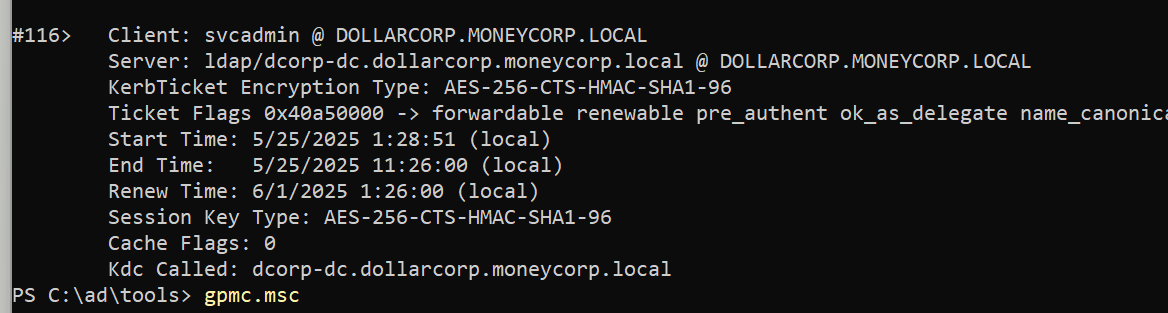 #116>   Client: svcadmin @ DOLLARCORP.MONEYCORP.LOCAL
        Server: ldap/dcorp-dc.dollarcorp.moneycorp.local @ DOLLARCORP.MONEYCORP.LOCAL
        KerbTicket Encryption Type: AES-256-CTS-HMAC-SHA1-96
        Ticket Flags 0x40a50000 -> forwardable renewable pre_authent ok_as_delegate name_canonica
        Start Time: 5/25/2025 1:28:51 (local)
        End Time:   5/25/2025 11:26:00 (local)
        Renew Time: 6/1/2025 1:26:00 (local)
        Session Key Type: AES-256-CTS-HMAC-SHA1-96
        Cache Flags: 0
        Kdc Called: dcorp-dc.dollarcorp.moneycorp.local
PS C:\ad\tools> gpmc.msc